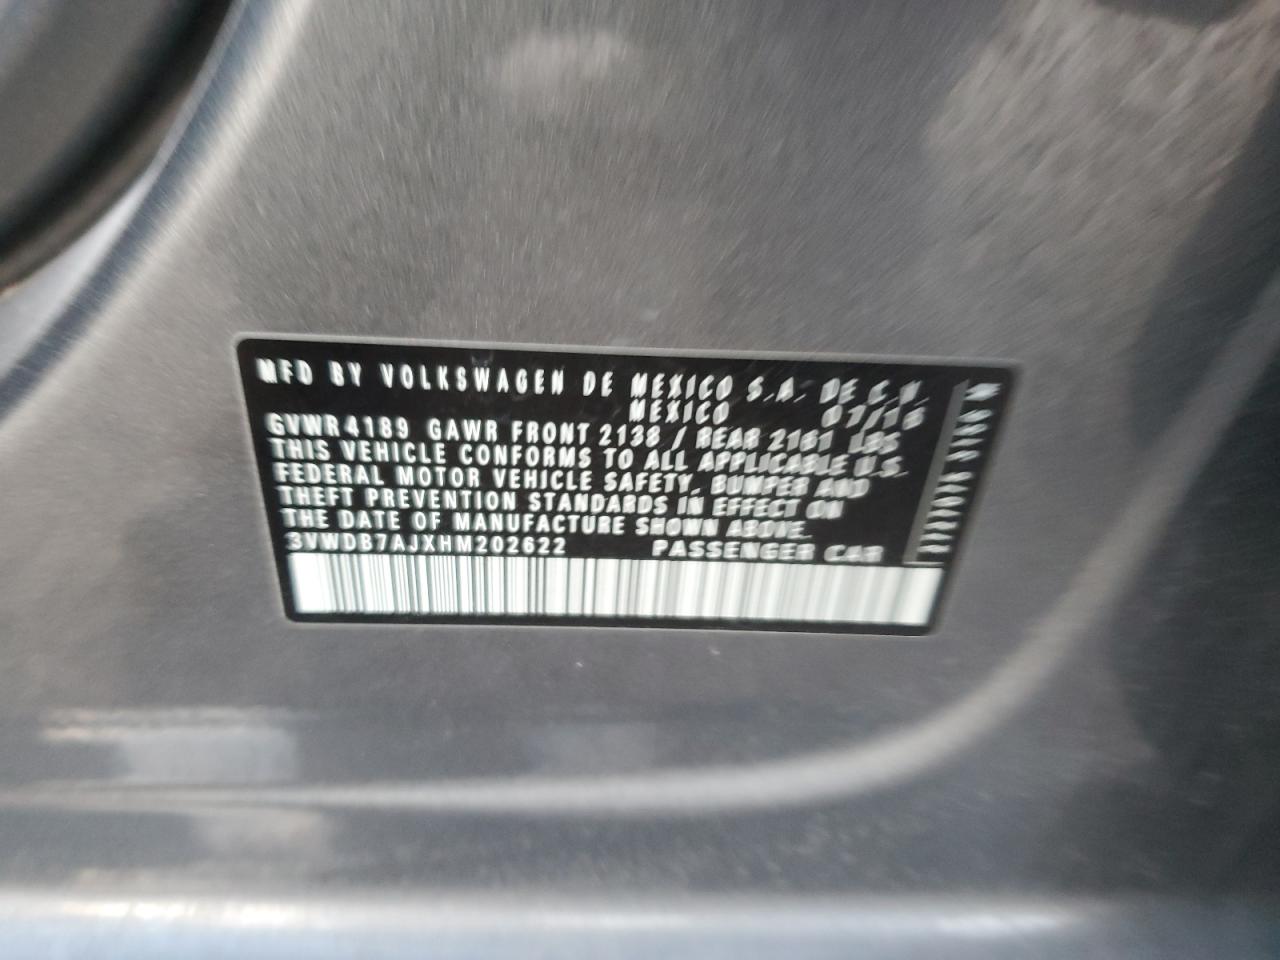 MFD BY VOLKSWAGEN DE MEXICO S.A. DE C.V.
MEXICO 07/16
GVWR 4189 GAWR FRONT 2138 / REAR 2161 LBS
THIS VEHICLE CONFORMS TO ALL APPLICABLE U.S.
FEDERAL MOTOR VEHICLE SAFETY, BUMPER AND
THEFT PREVENTION STANDARDS IN EFFECT ON
THE DATE OF MANUFACTURE SHOWN ABOVE.
3VWDB7AJXHM202622 PASSENGER CAR